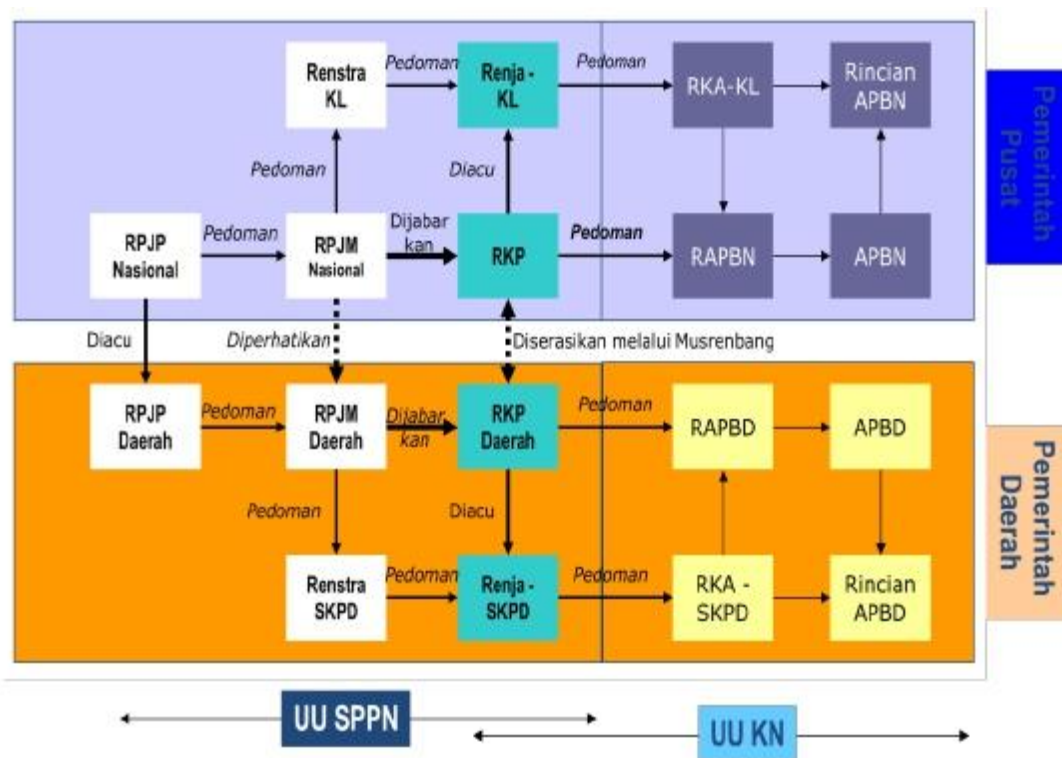 Renstra
KL
Pedoman
Renja -
KL
Pedoman
RKA-KL
Rincian
APBN
Pemerintah
Pusat
Pedoman
Diacu
RPJP
Nasional
Pedoman
RPJM
Nasional
Dijabar
kan
RKP
Pedoman
RAPBN
APBN
Diacu
Diperhatikan
Diserasikan melalui Musrenbang
RPJP
Daerah
Pedoman
RPJM
Daerah
Dijabar
kan
RKP
Daerah
Pedoman
RAPBD
APBD
Pemerintah
Daerah
Pedoman
Diacu
Renstra
SKPD
Pedoman
Renja -
SKPD
Pedoman
RKA -
SKPD
Rincian
APBD
UU SPPN
UU KN